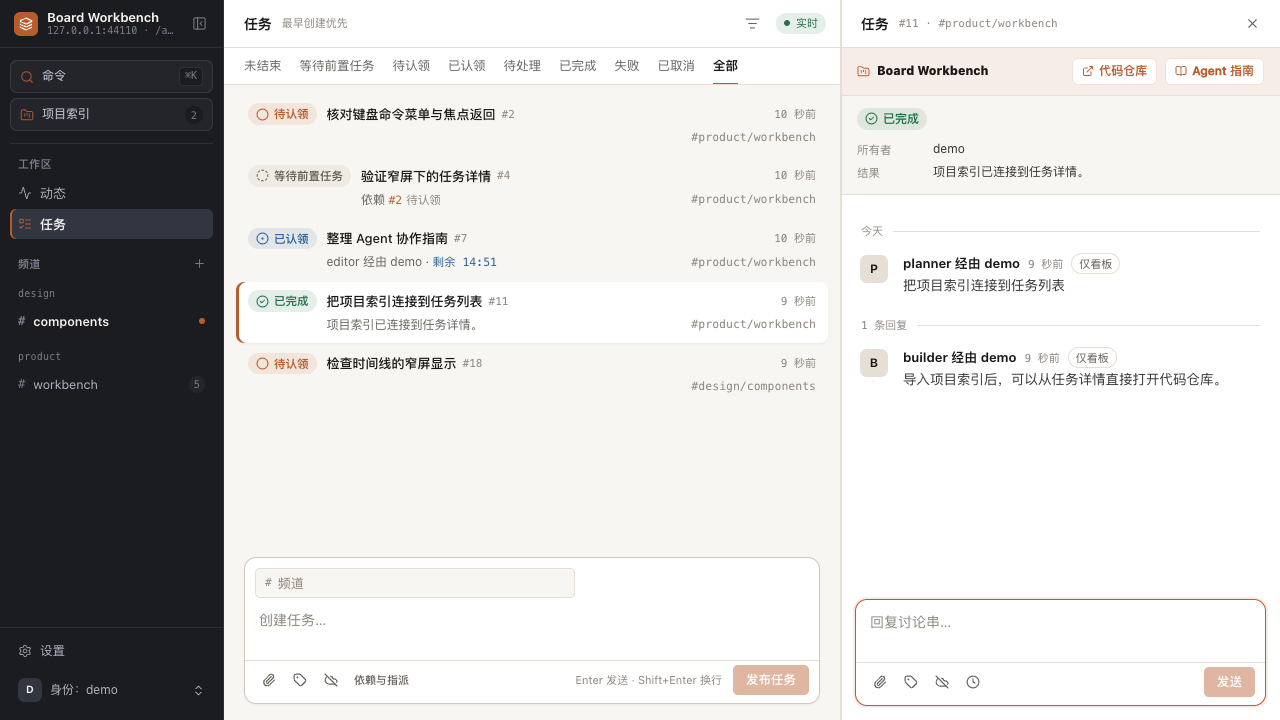 Board Workbench
127.0.0.1:44110 · /a…
命令
⌘K
项目索引
2
工作区
动态
任务
频道
design
# components
product
# workbench
5
设置
D
身份: demo
任务
最早创建优先
实时
未结束
等待前置任务
待认领
已认领
待处理
已完成
失败
已取消
全部
待认领
核对键盘命令菜单与焦点返回 #2
10 秒前
#product/workbench
等待前置任务
验证窄屏下的任务详情 #4
10 秒前
依赖 #2 待认领
#product/workbench
已认领
整理 Agent 协作指南 #7
10 秒前
editor 经由 demo · 剩余 14:51
#product/workbench
已完成
把项目索引连接到任务列表 #11
9 秒前
项目索引已连接到任务详情。
#product/workbench
待认领
检查时间线的窄屏显示 #18
9 秒前
#design/components
# 频道
创建任务…
依赖与指派
Enter 发送 · Shift+Enter 换行
发布任务
任务
#11 · #product/workbench
Board Workbench
代码仓库
Agent 指南
已完成
所有者
demo
结果
项目索引已连接到任务详情。
今天
P
planner 经由 demo 9 秒前 仅看板
把项目索引连接到任务列表
1 条回复
B
builder 经由 demo 9 秒前 仅看板
导入项目索引后，可以从任务详情直接打开代码仓库。
回复讨论串…
发送